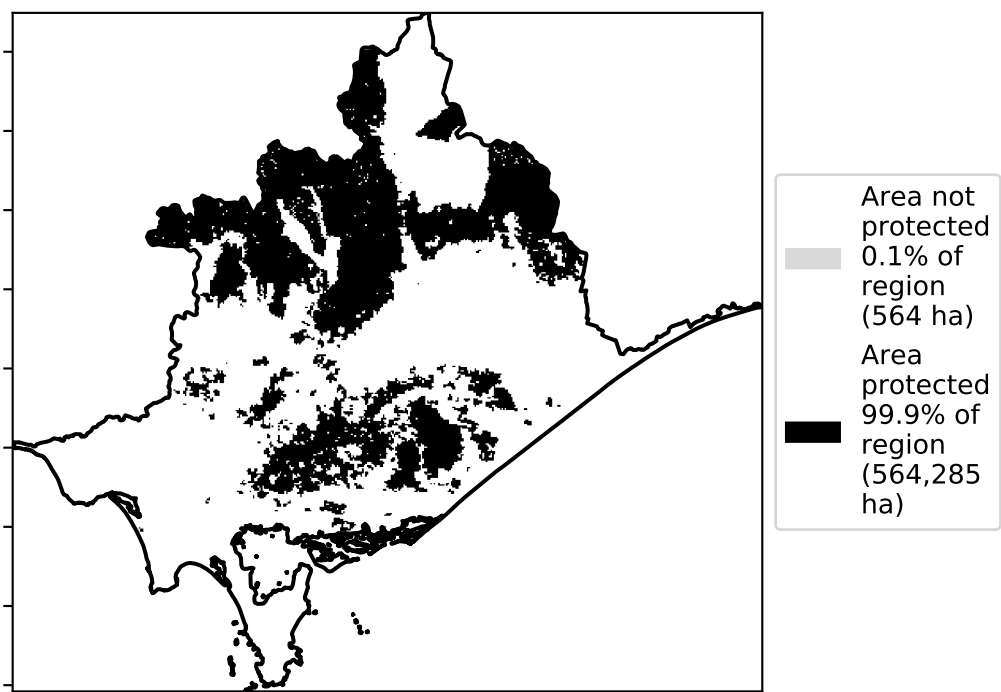 Area not
protected
0.1% of
region
(564 ha)
Area
protected
99.9% of
region
(564,285
ha)